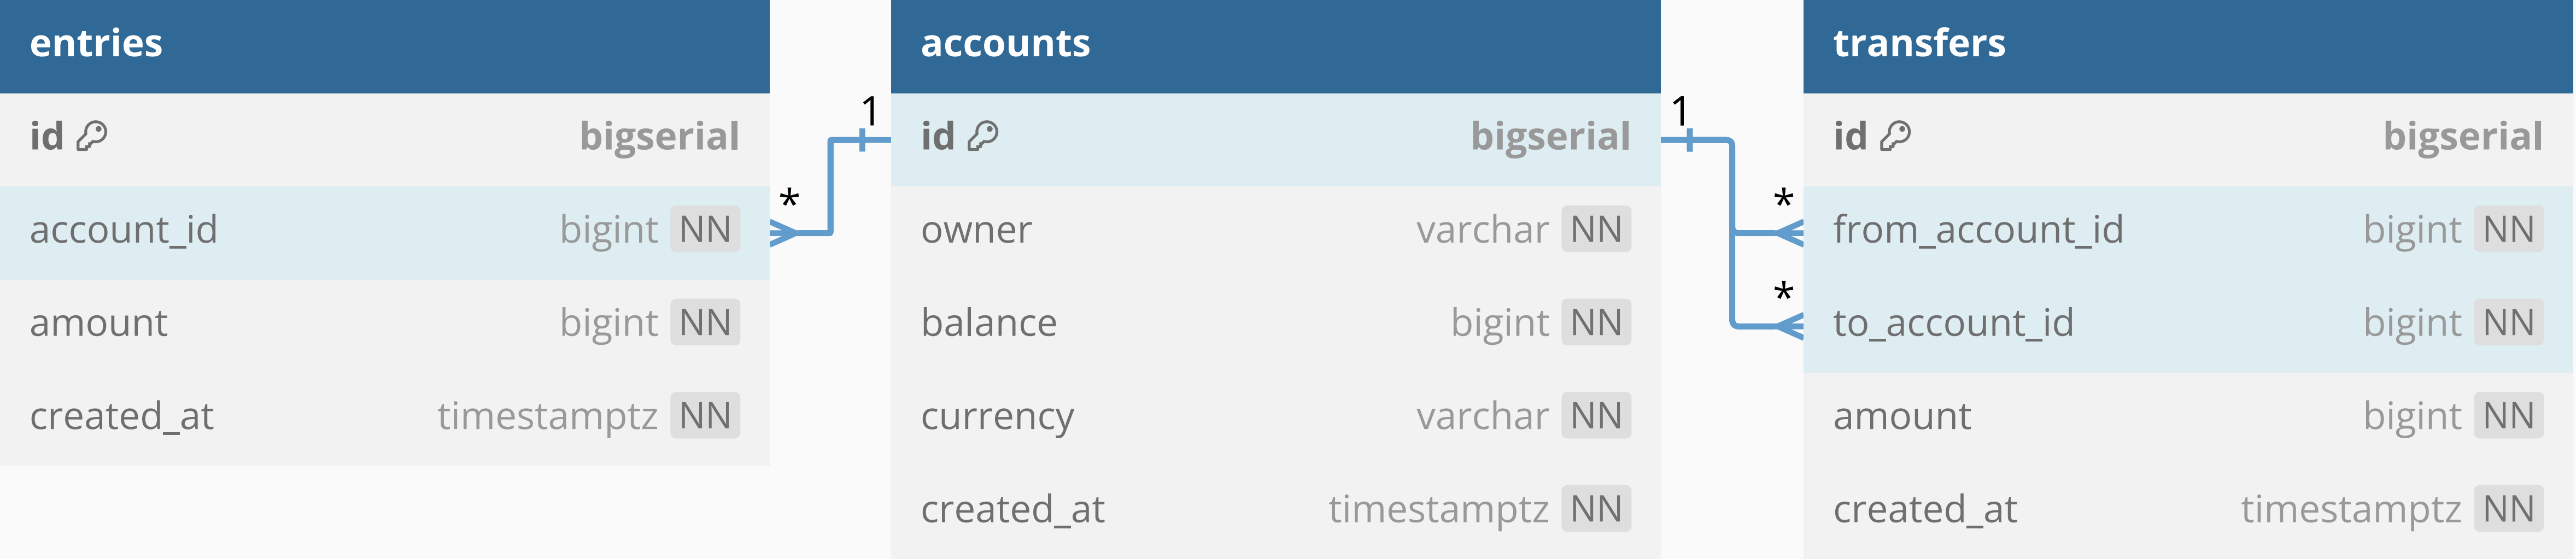 entries
id bigserial
account_id bigint NN
amount bigint NN
created_at timestamptz NN
1
*
accounts
id bigserial
owner varchar NN
balance bigint NN
currency varchar NN
created_at timestamptz NN
1
*
*
transfers
id bigserial
from_account_id bigint NN
to_account_id bigint NN
amount bigint NN
created_at timestamptz NN